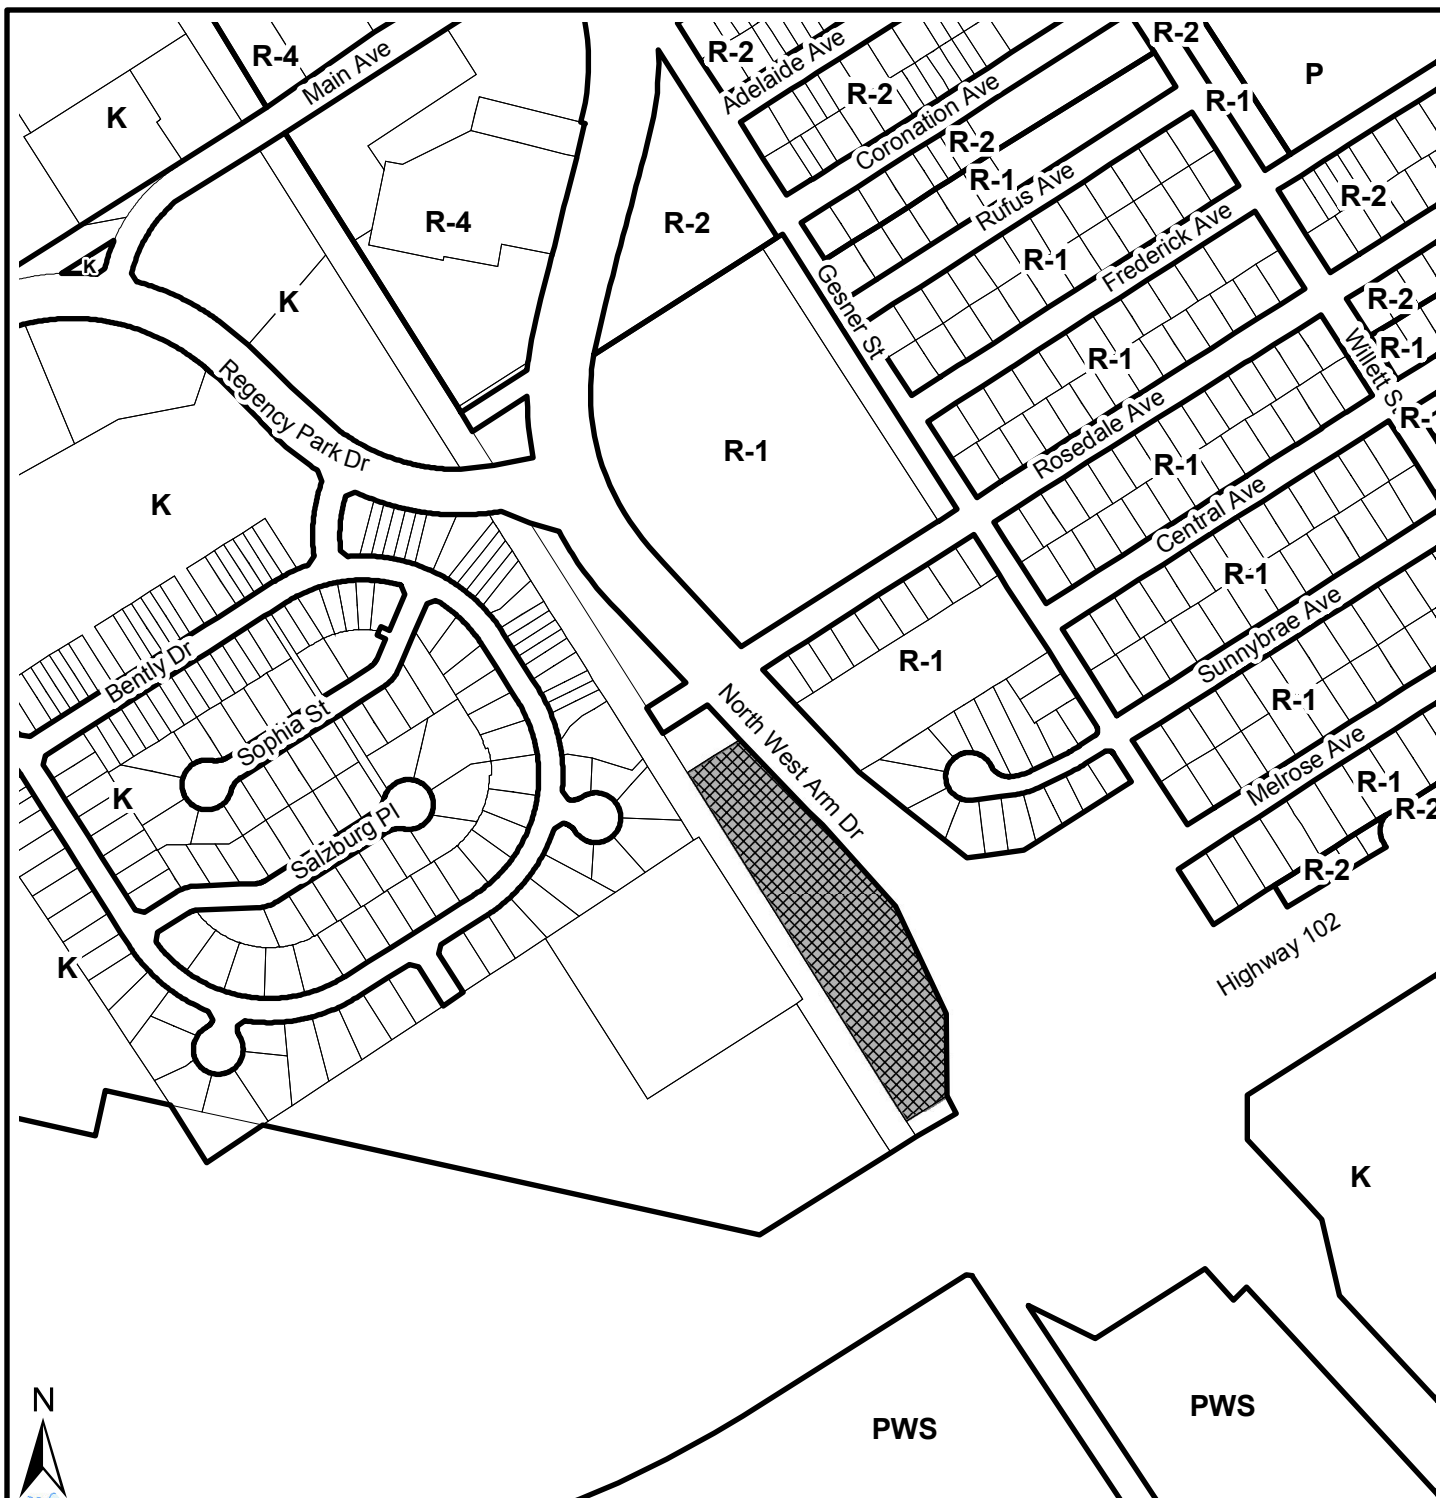 R-2
R-4
R-2
Adelaide Ave
Main Ave
P
R-2
R-1
K
Coronation Ave
R-2
R-1
Rufus Ave
R-2
R-4
R-2
Frederick Ave
R-1
K
K
Gesner St
R-2
Willett St
R-1
R-1
Regency Park Dr
Rosedale Ave
R-1
R-1
R-1
K
Central Ave
R-1
Sunnybrae Ave
Bently Dr
R-1
R-1
Sophia St
North West Arm Dr
Melrose Ave
K
R-1
R-2
Salzburg Pl
R-2
Highway 102
K
K
N
PWS
PWS